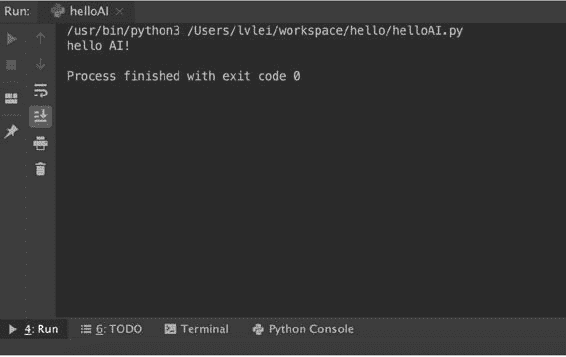 Run: helloAI
/usr/bin/python3 /Users/lvlei/workspace/hello/helloAI.py
hello AI!
Process finished with exit code 0
4: Run 6: TODO Terminal Python Console